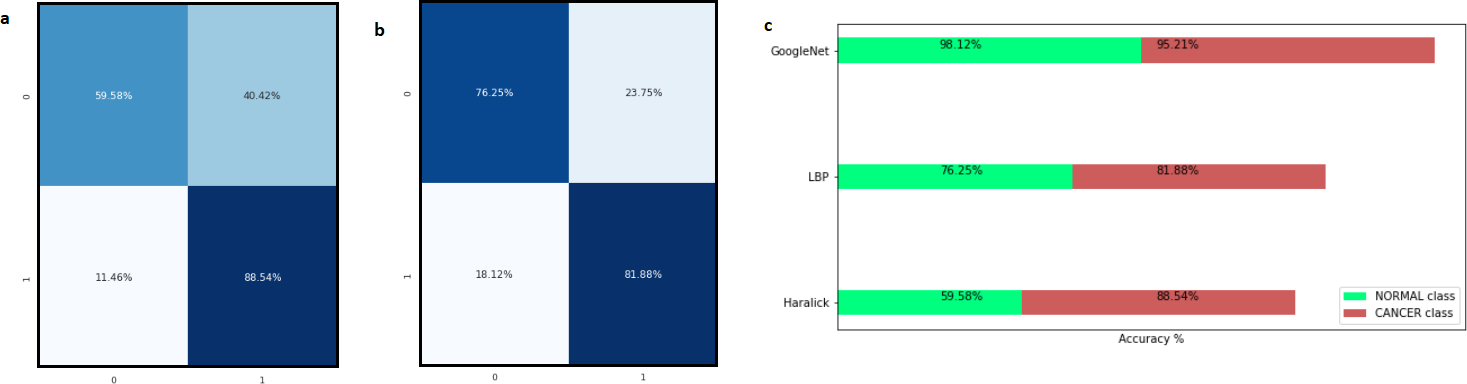 a
0
59.58%
40.42%
1
11.46%
88.54%
0
1
b
0
76.25%
23.75%
1
18.12%
81.88%
0
1
c
GoogleNet
98.12%
95.21%
LBP
76.25%
81.88%
Haralick
59.58%
88.54%
NORMAL class
CANCER class
Accuracy %